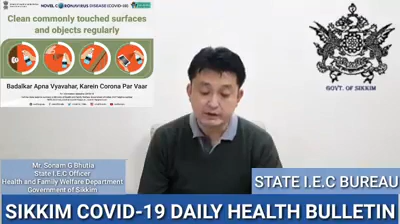 NOVEL CORONAVIRUS DISEASE (COVID-19)
Clean commonly touched surfaces
and objects regularly
Badalkar Apna Vyavahar, Karein Corona Par Vaar
GOVT. OF SIKKIM
Mr. Sonam G Bhutia
State I.E.C Officer
Health and Family Welfare Department
Government of Sikkim
STATE I.E.C BUREAU
SIKKIM COVID-19 DAILY HEALTH BULLETIN